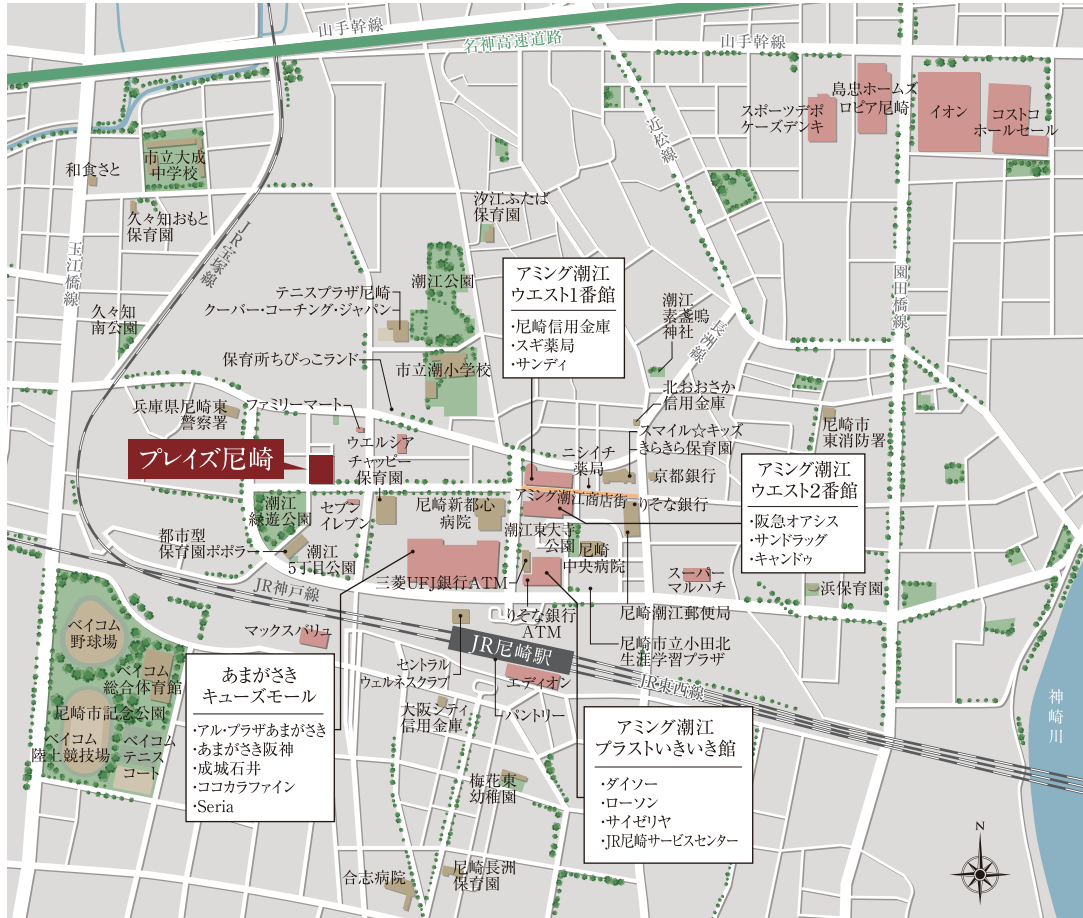 山手幹線
名神高速道路
山手幹線
島忠ホームズ
ロピア尼崎
スポーツデポ
ケーズデンキ
イオン
コストコ
ホールセール
近松線
市立大成
中学校
和食さと
久々知おもと
保育園
汐江ふたば
保育園
JR宝塚線
玉江橋線
園田橋線
潮江公園
テニスプラザ尼崎
クーバー・コーチング・ジャパン
アミング潮江
ウエスト1番館
・尼崎信用金庫
・スギ薬局
・サンディ
潮江
素盞嗚
神社
長洲線
久々知
南公園
保育所ちびっこランド
市立潮小学校
北おおさか
信用金庫
兵庫県尼崎東
警察署
ファミリーマート
ウエルシア
チャッピー
保育園
スマイル☆キッズ
きらきら保育園
尼崎市
東消防署
ニシイチ
薬局
京都銀行
プレイズ尼崎
アミング潮江
ウエスト2番館
・阪急オアシス
・サンドラッグ
・キャンドゥ
潮江
緑遊公園
セブン
イレブン
尼崎新都心
病院
アミング潮江商店街
りそな銀行
潮江東大寺
公園
都市型
保育園ポポラー
潮江
5丁目公園
尼崎
中央病院
三菱UFJ銀行ATM
スーパー
マルハチ
浜保育園
JR神戸線
りそな銀行
ATM
尼崎潮江郵便局
ベイコム
野球場
マックスバリュ
JR尼崎駅
尼崎市立小田北
生涯学習プラザ
ベイコム
総合体育館
セントラル
ウェルネスクラブ
エディオン
JR東西線
尼崎市記念公園
大阪シティ
信用金庫
パントリー
神崎川
ベイコム
陸上競技場
ベイコム
テニス
コート
あまがさき
キューズモール
・アル・プラザあまがさき
・あまがさき阪神
・成城石井
・ココカラファイン
・Seria
アミング潮江
プラストいきいき館
・ダイソー
・ローソン
・サイゼリヤ
・JR尼崎サービスセンター
梅花東
幼稚園
合志病院
尼崎長洲
保育園
N